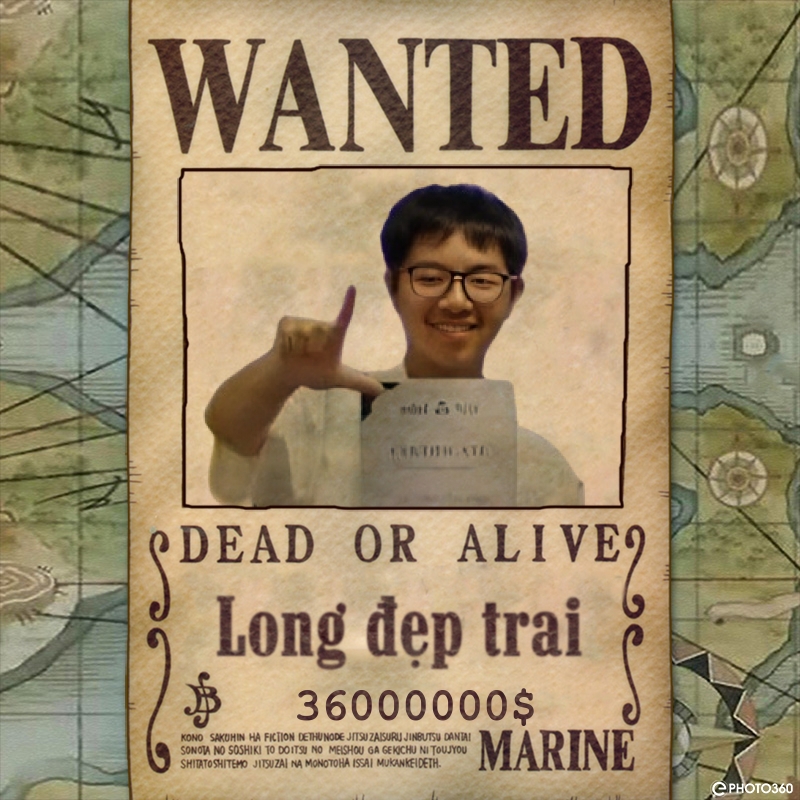 WANTED
CERTIFICATE
DEAD OR ALIVE
Long đẹp trai
36000000$
KONO SAKUHIN HA FICTION DETHUNODE JITSUZAISURU JINBUTSU DANTAI
SONOTA NO SOSHIKI TO DOITSU NO MEISHOU GA GEKICHU NI TOUJYOU
SHITATOSHITEMO JITSUZAI NA MONOTOHA ISSAI MUKANKEIDETH.
MARINE
PHOTO360